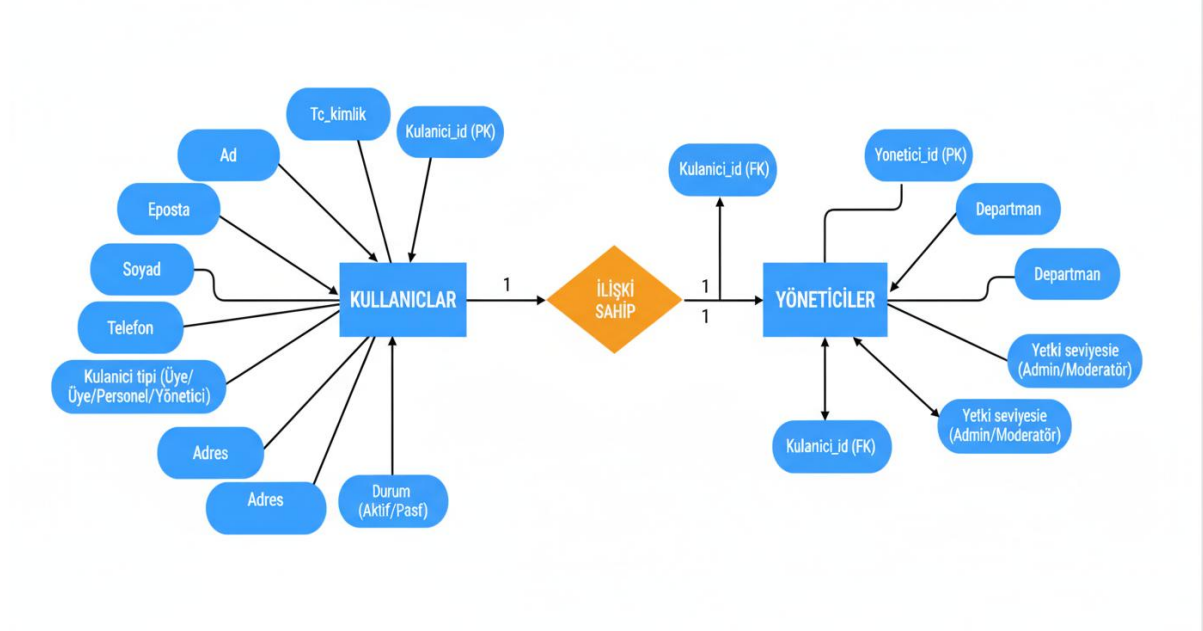 Tc_kimlik
Kulanici_id (PK)
Ad
Eposta
Soyad
Telefon
Kulanici tipi (Üye/
Üye/Personel/Yönetici)
Adres
Adres
Durum
(Aktif/Pasf)
KULLANICLAR
1
İLİŞKİ
SAHİP
1
1
Kulanici_id (FK)
Yonetici_id (PK)
Departman
Departman
YÖNETİCİLER
Yetki seviyesie
(Admin/Moderatör)
Yetki seviyesie
(Admin/Moderatör)
Kulanici_id (FK)